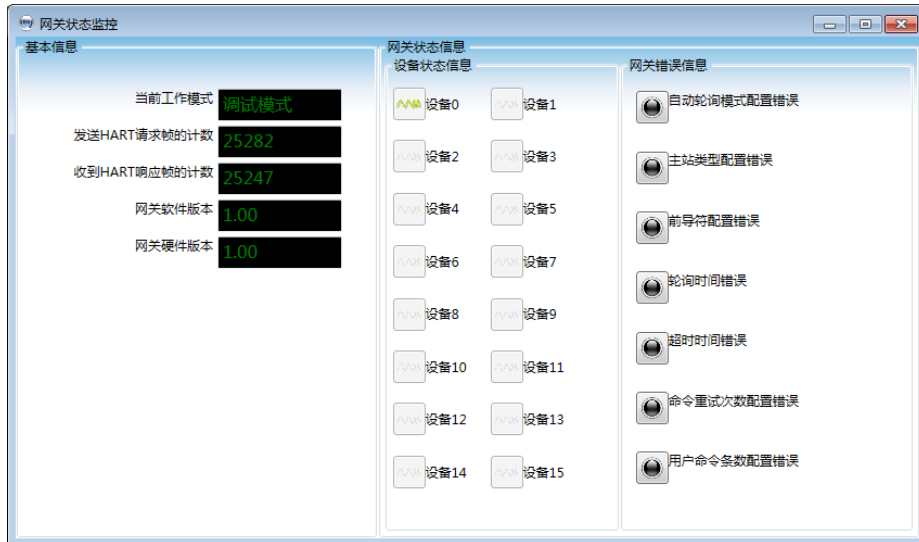 网关状态监控
基本信息
当前工作模式 调试模式
发送HART请求帧的计数 25282
收到HART响应帧的计数 25247
网关软件版本 1.00
网关硬件版本 1.00
网关状态信息
设备状态信息
设备0 设备1
设备2 设备3
设备4 设备5
设备6 设备7
设备8 设备9
设备10 设备11
设备12 设备13
设备14 设备15
网关错误信息
自动轮询模式配置错误
主站类型配置错误
前导符配置错误
轮询时间错误
超时时间错误
命令重试次数配置错误
用户命令条数配置错误